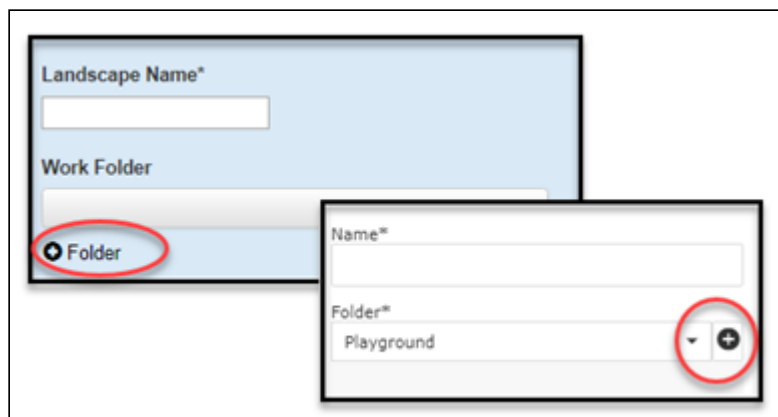 Landscape Name*
Work Folder
Folder
Name*
Folder*
Playground